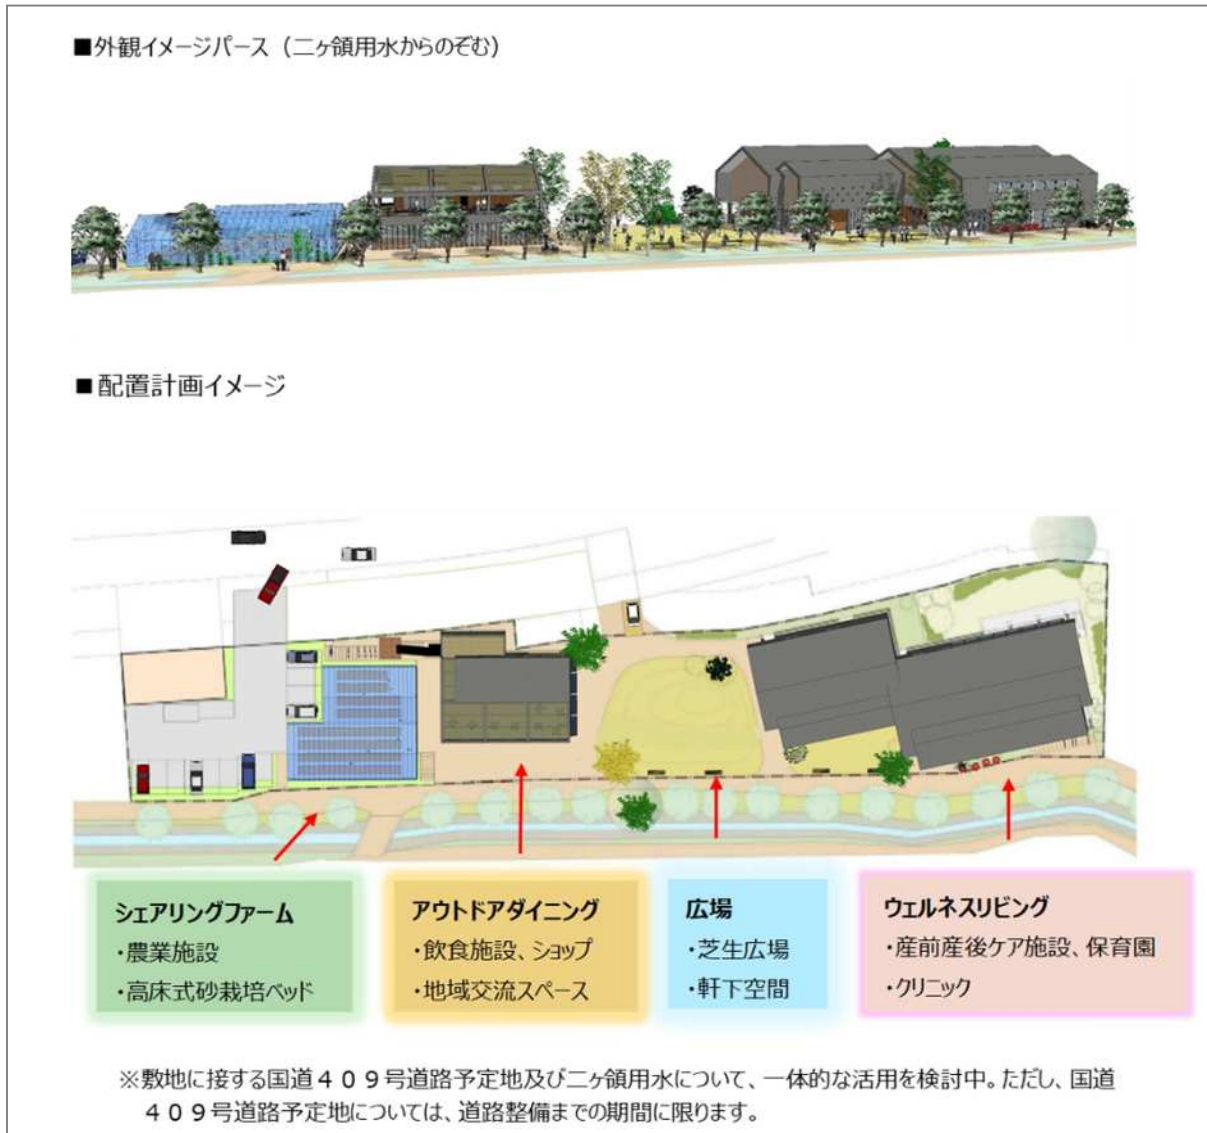 ■外観イメージパース（二ヶ領用水からのぞむ）
■配置計画イメージ
シェアリングファーム
・農業施設
・高床式砂栽培ベッド
アウトドアダイニング
・飲食施設、ショップ
・地域交流スペース
広場
・芝生広場
・軒下空間
ウェルネスリビング
・産前産後ケア施設、保育園
・クリニック
※敷地に接する国道４０９号道路予定地及び二ヶ領用水について、一体的な活用を検討中。ただし、国道
４０９号道路予定地については、道路整備までの期間に限ります。